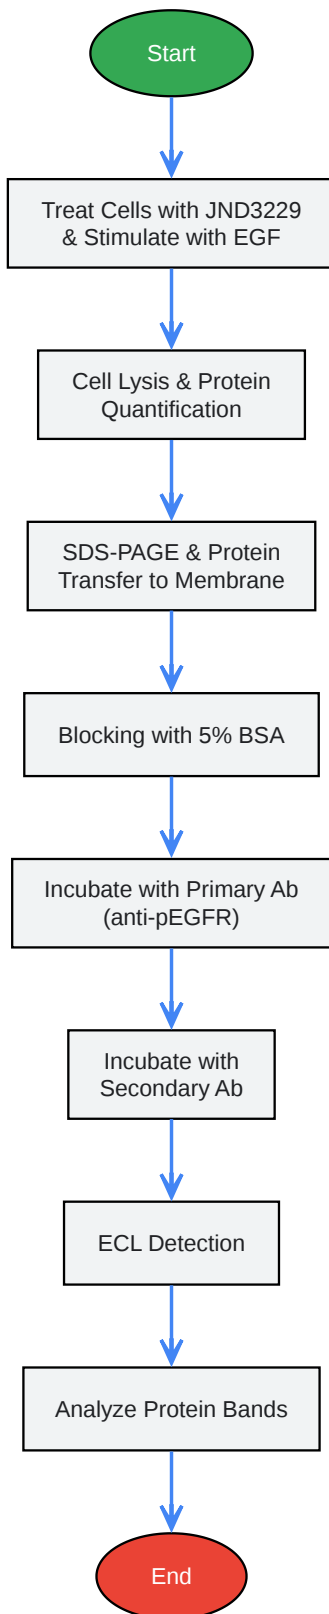 Start
Treat Cells with JND3229
& Stimulate with EGF
Cell Lysis & Protein
Quantification
SDS-PAGE & Protein
Transfer to Membrane
Blocking with 5% BSA
Incubate with Primary Ab
(anti-pEGFR)
Incubate with
Secondary Ab
ECL Detection
Analyze Protein Bands
End